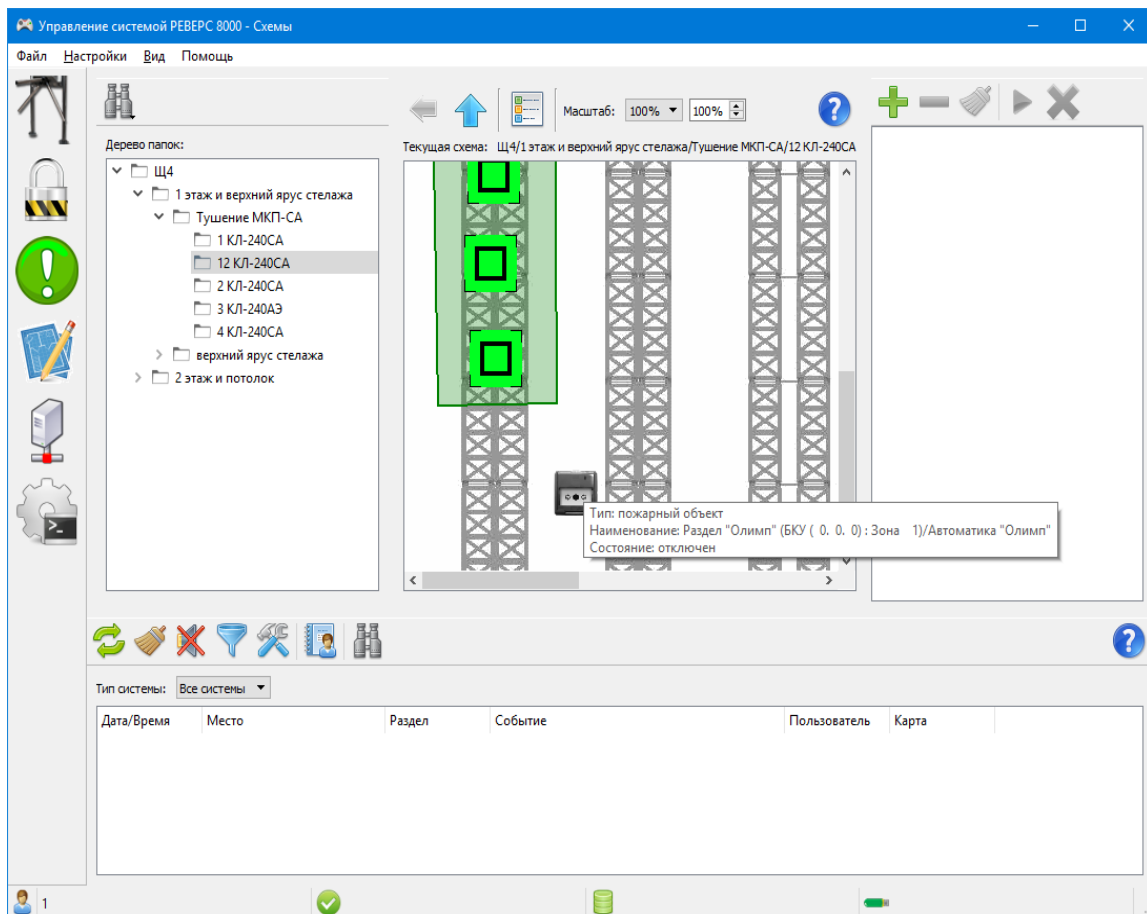 Управление системой РЕВЕРС 8000 - Схемы
Файл Настройки Вид Помощь
Масштаб: 100% 100%
Дерево папок:
Текущая схема: Щ4/1 этаж и верхний ярус стелажа/Тушение МКП-СА/12 КЛ-240СА
Щ4
1 этаж и верхний ярус стелажа
Тушение МКП-СА
1 КЛ-240СА
12 КЛ-240СА
2 КЛ-240СА
3 КЛ-240АЭ
4 КЛ-240СА
верхний ярус стелажа
2 этаж и потолок
Тип: пожарный объект
Наименование: Раздел "Олимп" (БКУ ( 0. 0. 0) : Зона 1)/Автоматика "Олимп"
Состояние: отключен
Тип системы: Все системы
Дата/Время Место Раздел Событие Пользователь Карта
1